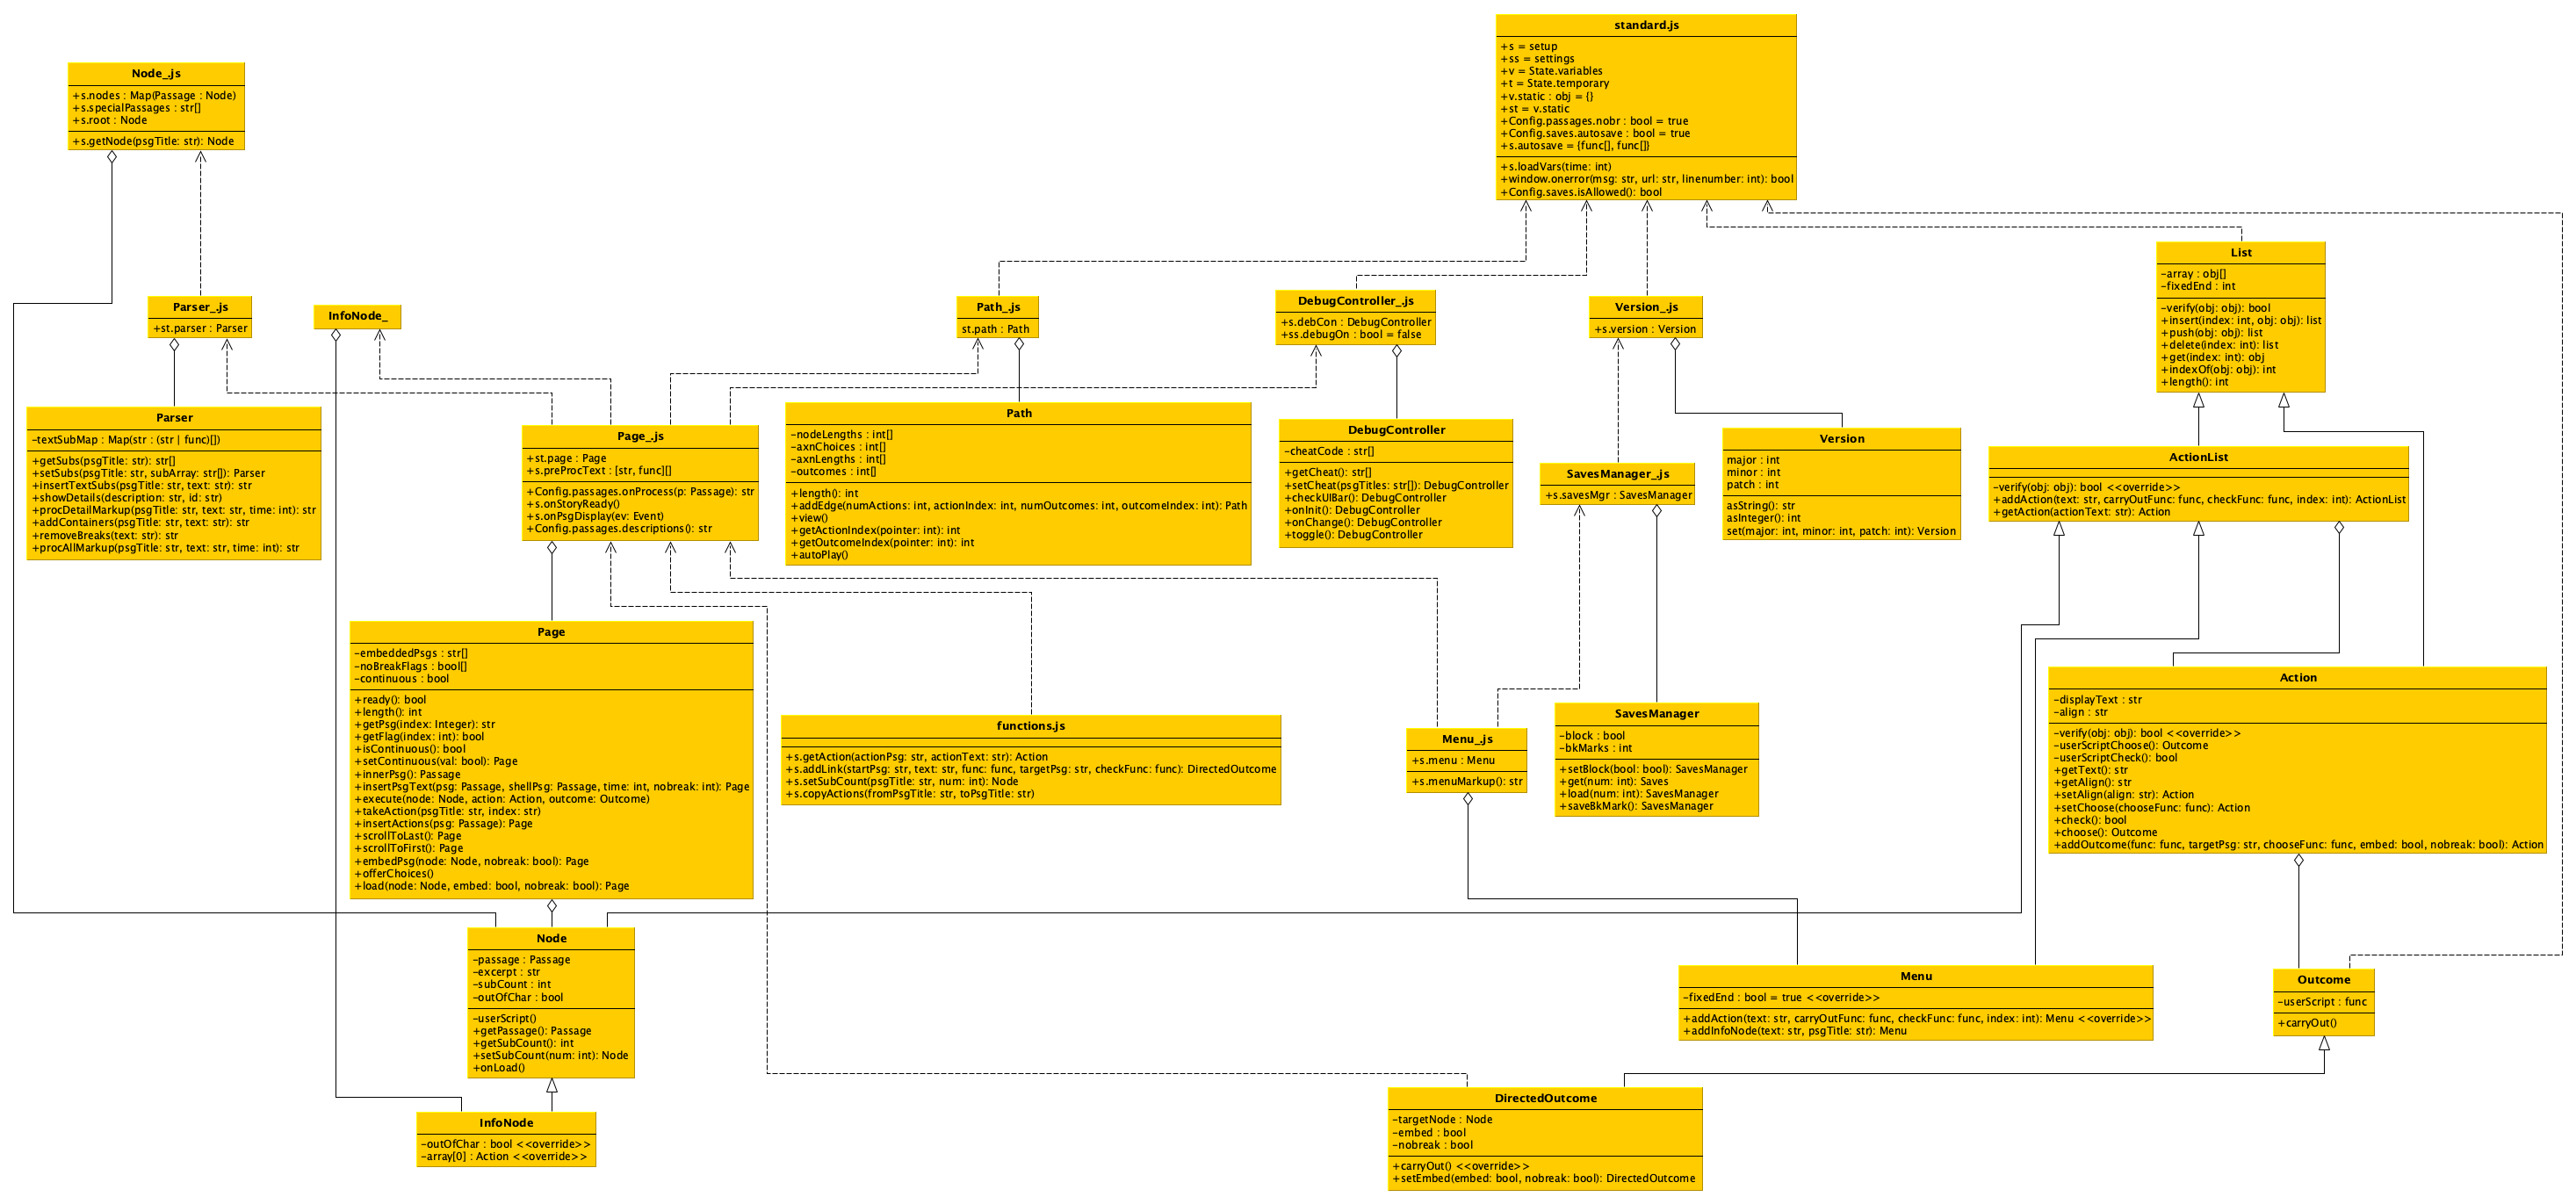 standard.js
+s = setup
+ss = settings
+v = State.variables
+t = State.temporary
+v.static : obj = {}
+st = v.static
+Config.passages.nobr : bool = true
+Config.saves.autosave : bool = true
+s.autosave = {func[], func[]}
+s.loadVars(time: int)
+window.onerror(msg: str, url: str, linenumber: int): bool
+Config.saves.isAllowed(): bool
Node_.js
+s.nodes : Map(Passage : Node)
+s.specialPassages : str[]
+s.root : Node
+s.getNode(psgTitle: str): Node
List
-array : obj[]
-fixedEnd : int
-verify(obj: obj): bool
+insert(index: int, obj: obj): list
+push(obj: obj): list
+delete(index: int): list
+get(index: int): obj
+indexOf(obj: obj): int
+length(): int
Parser_.js
+st.parser : Parser
InfoNode_
Path_.js
st.path : Path
DebugController_.js
+s.debCon : DebugController
+ss.debugOn : bool = false
Version_.js
+s.version : Version
Parser
-textSubMap : Map(str : (str | func)[])
+getSubs(psgTitle: str): str[]
+setSubs(psgTitle: str, subArray: str[]): Parser
+insertTextSubs(psgTitle: str, text: str): str
+showDetails(description: str, id: str)
+procDetailMarkup(psgTitle: str, text: str, time: int): str
+addContainers(psgTitle: str, text: str): str
+removeBreaks(text: str): str
+procAllMarkup(psgTitle: str, text: str, time: int): str
Page_.js
+st.page : Page
+s.preProcText : [str, func][]
+Config.passages.onProcess(p: Passage): str
+s.onStoryReady()
+s.onPsgDisplay(ev: Event)
+Config.passages.descriptions(): str
Path
-nodeLengths : int[]
-axnChoices : int[]
-axnLengths : int[]
-outcomes : int[]
+length(): int
+addEdge(numActions: int, actionIndex: int, numOutcomes: int, outcomeIndex: int): Path
+view()
+getActionIndex(pointer: int): int
+getOutcomeIndex(pointer: int): int
+autoPlay()
DebugController
-cheatCode : str[]
+getCheat(): str[]
+setCheat(psgTitles: str[]): DebugController
+checkUIBar(): DebugController
+onInit(): DebugController
+onChange(): DebugController
+toggle(): DebugController
SavesManager_.js
+s.savesMgr : SavesManager
Version
major : int
minor : int
patch : int
asString(): str
asInteger(): int
set(major: int, minor: int, patch: int): Version
ActionList
-verify(obj: obj): bool <<override>>
+addAction(text: str, carryOutFunc: func, checkFunc: func, index: int): ActionList
+getAction(actionText: str): Action
Page
-embeddedPsgs : str[]
-noBreakFlags : bool[]
-continuous : bool
+ready(): bool
+length(): int
+getPsg(index: Integer): str
+getFlag(index: int): bool
+isContinuous(): bool
+setContinuous(val: bool): Page
+innerPsg(): Passage
+insertPsgText(psg: Passage, shellPsg: Passage, time: int, nobreak: int): Page
+execute(node: Node, action: Action, outcome: Outcome)
+takeAction(psgTitle: str, index: str)
+insertActions(psg: Passage): Page
+scrollToLast(): Page
+scrollToFirst(): Page
+embedPsg(node: Node, nobreak: bool): Page
+offerChoices()
+load(node: Node, embed: bool, nobreak: bool): Page
functions.js
+s.getAction(actionPsg: str, actionText: str): Action
+s.addLink(startPsg: str, text: str, func: func, targetPsg: str, checkFunc: func): DirectedOutcome
+s.setSubCount(psgTitle: str, num: int): Node
+s.copyActions(fromPsgTitle: str, toPsgTitle: str)
Menu_.js
+s.menu : Menu
+s.menuMarkup(): str
SavesManager
-block : bool
-bkMarks : int
+setBlock(bool: bool): SavesManager
+get(num: int): Saves
+load(num: int): SavesManager
+saveBkMark(): SavesManager
Action
-displayText : str
-align : str
-verify(obj: obj): bool <<override>>
-userScriptChoose(): Outcome
-userScriptCheck(): bool
+getText(): str
+getAlign(): str
+setAlign(align: str): Action
+setChoose(chooseFunc: func): Action
+check(): bool
+choose(): Outcome
+addOutcome(func: func, targetPsg: str, chooseFunc: func, embed: bool, nobreak: bool): Action
Node
-passage : Passage
-excerpt : str
-subCount : int
-outOfChar : bool
-userScript()
+getPassage(): Passage
+getSubCount(): int
+setSubCount(num: int): Node
+onLoad()
Menu
-fixedEnd : bool = true <<override>>
+addAction(text: str, carryOutFunc: func, checkFunc: func, index: int): Menu <<override>>
+addInfoNode(text: str, psgTitle: str): Menu
Outcome
-userScript : func
+carryOut()
InfoNode
-outOfChar : bool <<override>>
-array[0] : Action <<override>>
DirectedOutcome
-targetNode : Node
-embed : bool
-nobreak : bool
+carryOut() <<override>>
+setEmbed(embed: bool, nobreak: bool): DirectedOutcome